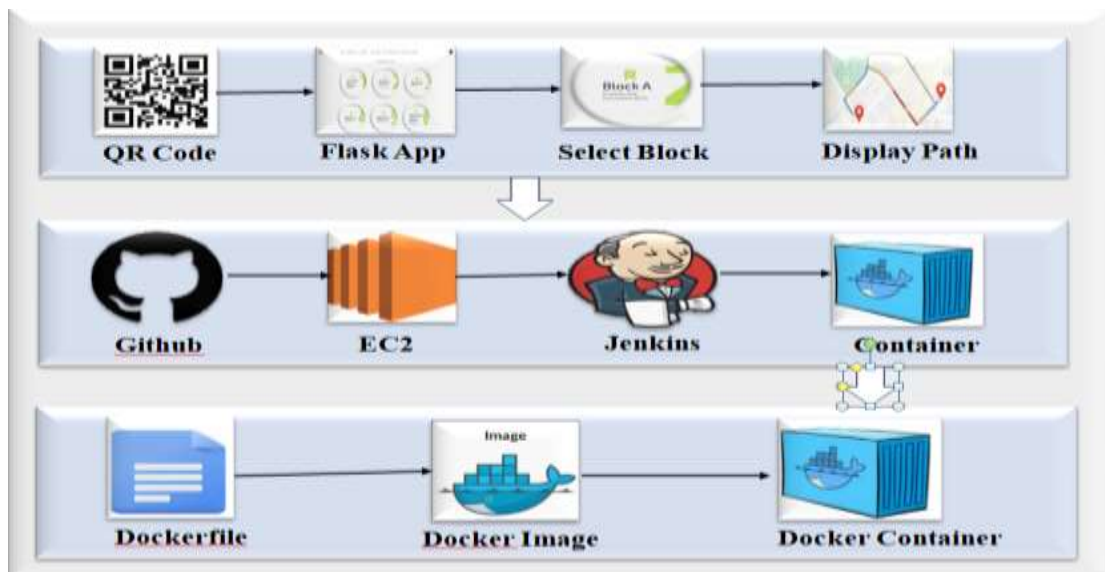 QR Code
Flask App
Select Block
Display Path
Block A
Github
EC2
Jenkins
Container
Image
Dockerfile
Docker Image
Docker Container